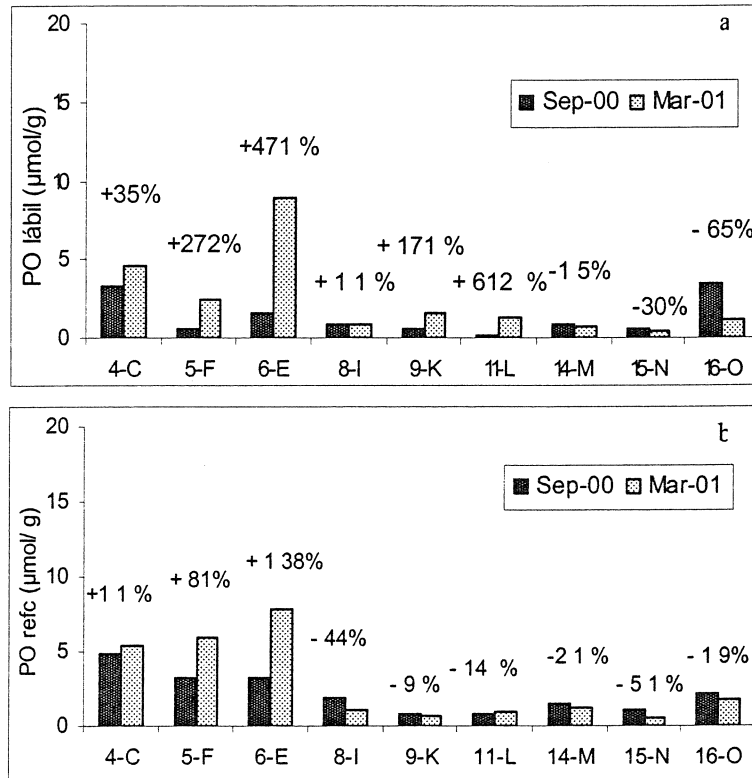 a
20
15
10
5
0
PO lábil (µmol/g)
Sep-00 Mar-01
+35%
+272%
+471 %
+ 1 1 %
+ 171 %
+ 612 %
-1 5%
-30%
- 65%
4-C 5-F 6-E 8-I 9-K 11-L 14-M 15-N 16-O
b
20
15
10
5
0
PO refc (µmol/ g)
Sep-00 Mar-01
+1 1 %
+ 81%
+ 1 38%
- 44%
- 9 %
- 14 %
-2 1 %
- 5 1 %
- 1 9%
4-C 5-F 6-E 8-I 9-K 11-L 14-M 15-N 16-O